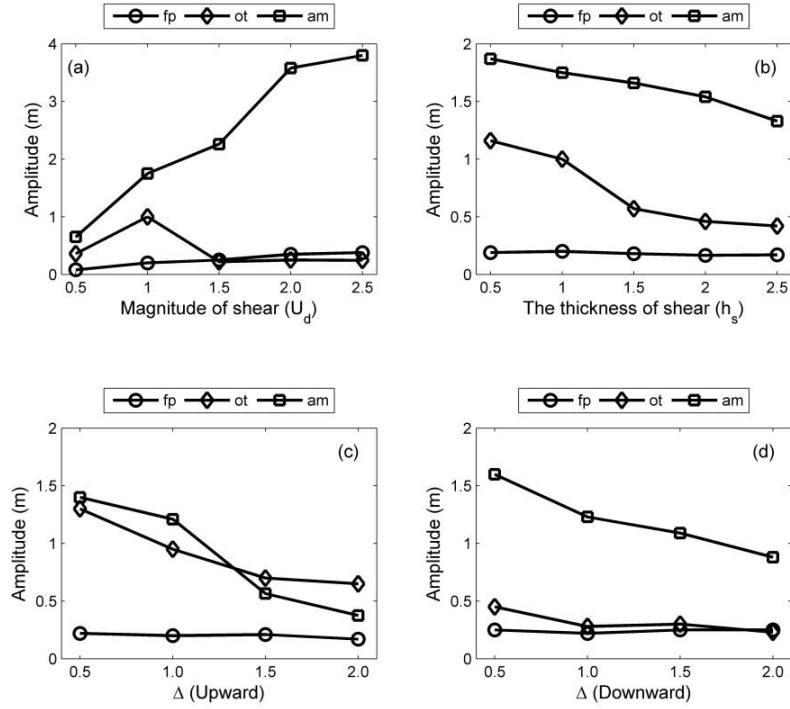 fp ot am
(a)
Amplitude (m)
4
3
2
1
0
0.5 1.0 1.5 2.0 2.5
Magnitude of shear (U_d)
fp ot am
(b)
Amplitude (m)
2
1.5
1
0.5
0
0.5 1 1.5 2 2.5
The thickness of shear (h_s)
fp ot am
(c)
Amplitude (m)
2
1.5
1
0.5
0
0.5 1.0 1.5 2.0
Δ (Upward)
fp ot am
(d)
Amplitude (m)
2
1.5
1
0.5
0
0.5 1.0 1.5 2.0
Δ (Downward)